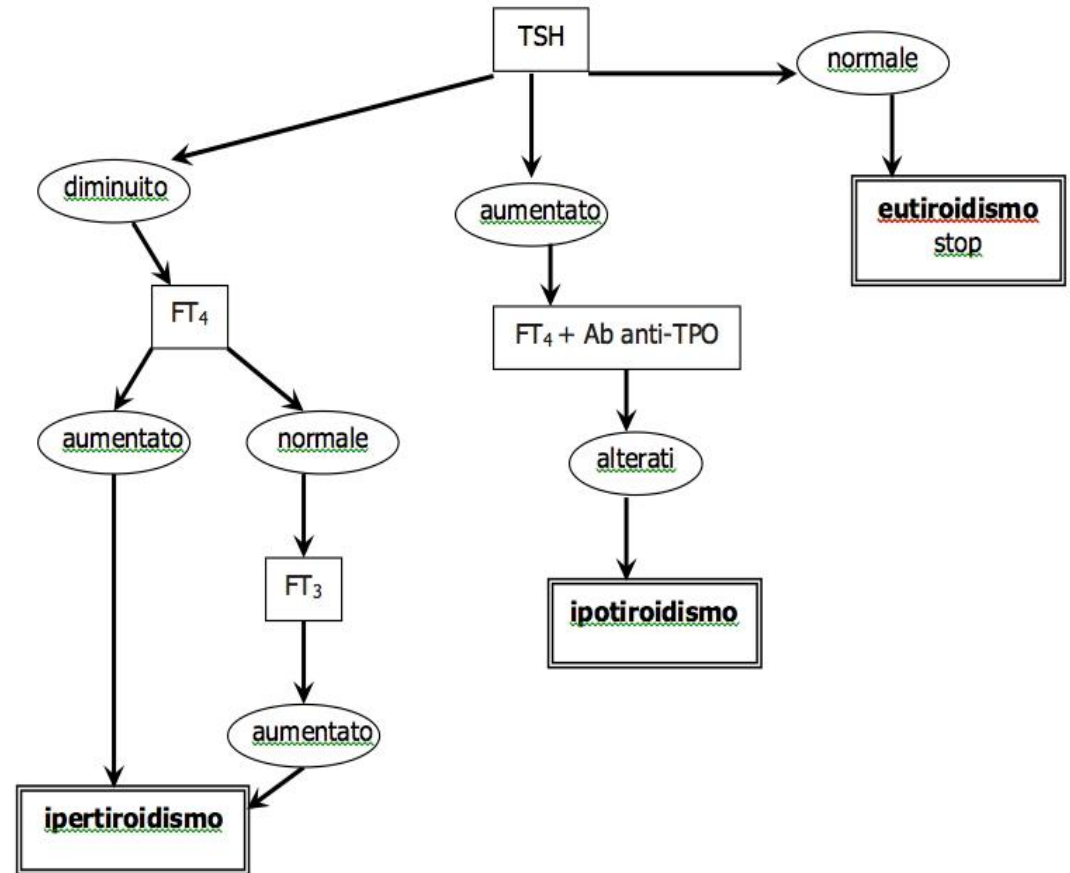 TSH
normale
diminuito
aumentato
eutiroidismo
stop
FT₄
FT₄ + Ab anti-TPO
aumentato
normale
alterati
FT₃
ipotiroidismo
aumentato
ipertiroidismo